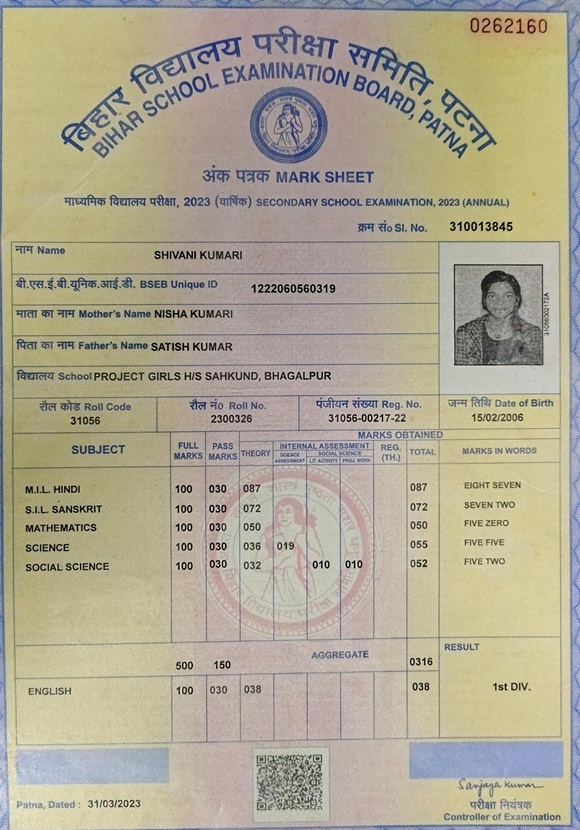 0262160
बिहार विद्यालय परीक्षा समिति, पटना
BIHAR SCHOOL EXAMINATION BOARD, PATNA
अंक पत्रक MARK SHEET
माध्यमिक विद्यालय परीक्षा, 2023 (वार्षिक) SECONDARY SCHOOL EXAMINATION, 2023 (ANNUAL)
क्रम सं० Sl. No. 310013845
नाम Name SHIVANI KUMARI
बी.एस.ई.बी.यूनिक.आई.डी. BSEB Unique ID 1222060560319
माता का नाम Mother's Name NISHA KUMARI
पिता का नाम Father's Name SATISH KUMAR
विद्यालय School PROJECT GIRLS H/S SAHKUND, BHAGALPUR
31056002172A
रौल कोड Roll Code रौल नं० Roll No. पंजीयन संख्या Reg. No. जन्म तिथि Date of Birth
31056 2300326 31056-00217-22 15/02/2006
MARKS OBTAINED
SUBJECT FULL MARKS PASS MARKS THEORY INTERNAL ASSESSMENT SCIENCE ASSESSMENT SOCIAL SCIENCE LIT. ACTIVITY PROJ. WORK REG. (TH.) TOTAL MARKS IN WORDS
M.I.L. HINDI 100 030 087 087 EIGHT SEVEN
S.I.L. SANSKRIT 100 030 072 072 SEVEN TWO
MATHEMATICS 100 030 050 050 FIVE ZERO
SCIENCE 100 030 036 019 055 FIVE FIVE
SOCIAL SCIENCE 100 030 032 010 010 052 FIVE TWO
500 150 AGGREGATE 0316 RESULT
ENGLISH 100 030 038 038 1st DIV.
Patna, Dated : 31/03/2023
Sanjaya Kumar
परीक्षा नियंत्रक
Controller of Examination